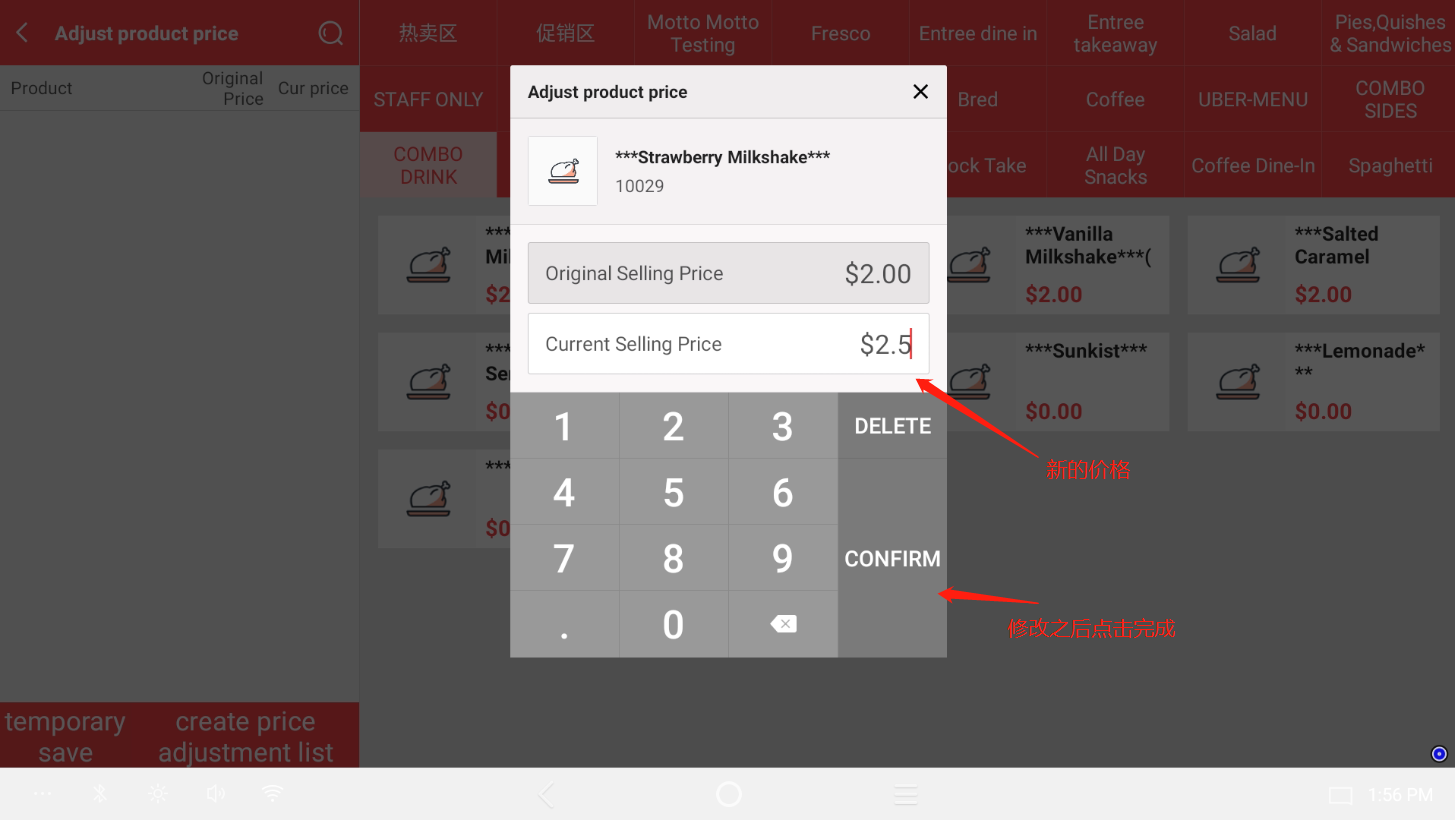 Adjust product price
Product
Original
Price
Cur price
热卖区
促销区
Motto Motto
Testing
Fresco
Entree dine in
Entree
takeaway
Salad
Pies,Quishes
& Sandwiches
STAFF ONLY
Bred
Coffee
UBER-MENU
COMBO
SIDES
COMBO
DRINK
ock Take
All Day
Snacks
Coffee Dine-In
Spaghetti
Adjust product price
***Strawberry Milkshake***
10029
Original Selling Price
$2.00
Current Selling Price
$2.5
1
2
3
DELETE
4
5
6
7
8
9
CONFIRM
.
0
新的价格
修改之后点击完成
***
Mi
$2
***Vanilla
Milkshake***(
$2.00
***Salted
Caramel
$2.00
***
Se
$0
***Sunkist***
$0.00
***Lemonade*
**
$0.00
***
$0
temporary
save
create price
adjustment list
1:56 PM